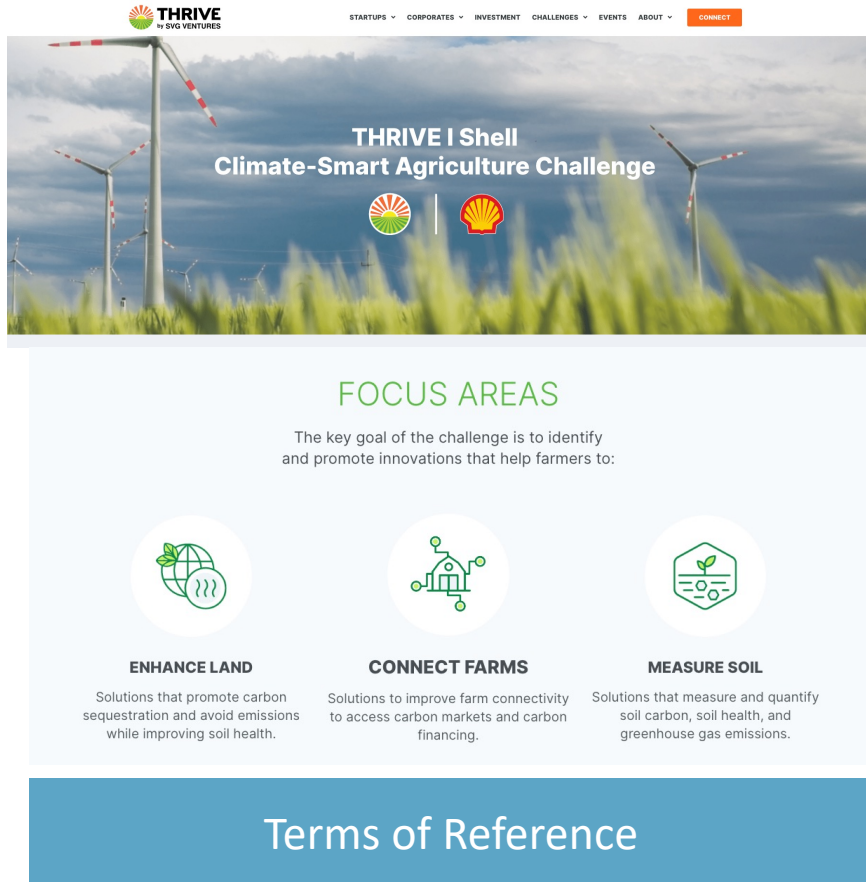 THRIVE
by SVG VENTURES
STARTUPS CORPORATES INVESTMENT CHALLENGES EVENTS ABOUT CONNECT
THRIVE I Shell
Climate-Smart Agriculture Challenge
FOCUS AREAS
The key goal of the challenge is to identify
and promote innovations that help farmers to:
ENHANCE LAND
Solutions that promote carbon
sequestration and avoid emissions
while improving soil health.
CONNECT FARMS
Solutions to improve farm connectivity
to access carbon markets and carbon
financing.
MEASURE SOIL
Solutions that measure and quantify
soil carbon, soil health, and
greenhouse gas emissions.
Terms of Reference